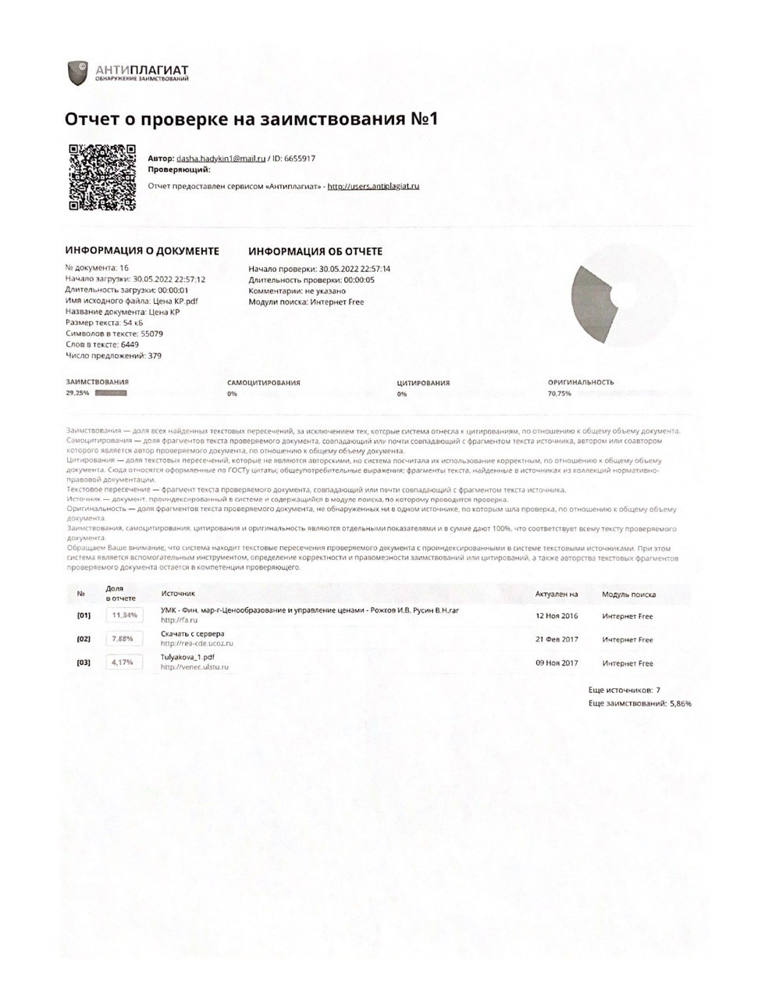 АНТИПЛАГИАТ
ОБНАРУЖЕНИЕ ЗАИМСТВОВАНИЙ
Отчет о проверке на заимствования №1
Автор: dasha.hadykin1@mail.ru / ID: 6655917
Проверяющий:
Отчет предоставлен сервисом «Антиплагиат» - http://users.antiplagiat.ru
ИНФОРМАЦИЯ О ДОКУМЕНТЕ
№ документа: 16
Начало загрузки: 30.05.2022 22:57:12
Длительность загрузки: 00:00:01
Имя исходного файла: Цена КР.pdf
Название документа: Цена КР
Размер текста: 54 кБ
Символов в тексте: 55079
Слов в тексте: 6449
Число предложений: 379
ИНФОРМАЦИЯ ОБ ОТЧЕТЕ
Начало проверки: 30.05.2022 22:57:14
Длительность проверки: 00:00:05
Комментарии: не указано
Модули поиска: Интернет Free
ЗАИМСТВОВАНИЯ
29,25%
САМОЦИТИРОВАНИЯ
0%
ЦИТИРОВАНИЯ
0%
ОРИГИНАЛЬНОСТЬ
70,75%
Заимствования — доля всех найденных текстовых пересечений, за исключением тех, которые система отнесла к цитированиям, по отношению к общему объему документа.
Самоцитирования — доля фрагментов текста проверяемого документа, совпадающий или почти совпадающий с фрагментом текста источника, автором или соавтором
которого является автор проверяемого документа, по отношению к общему объему документа.
Цитирования — доля текстовых пересечений, которые не являются авторскими, но система посчитала их использование корректным, по отношению к общему объему
документа. Сюда относятся оформленные по ГОСТу цитаты; общеупотребительные выражения; фрагменты текста, найденные в источниках из коллекций нормативно-
правовой документации.
Текстовое пересечение — фрагмент текста проверяемого документа, совпадающий или почти совпадающий с фрагментом текста источника.
Источник — документ, проиндексированный в системе и содержащийся в модуле поиска, по которому проводится проверка.
Оригинальность — доля фрагментов текста проверяемого документа, не обнаруженных ни в одном источнике, по которым шла проверка, по отношению к общему объему
документа.
Заимствования, самоцитирования, цитирования и оригинальность являются отдельными показателями и в сумме дают 100%, что соответствует всему тексту проверяемого
документа.
Обращаем Ваше внимание, что система находит текстовые пересечения проверяемого документа с проиндексированными в системе текстовыми источниками. При этом
система является вспомогательным инструментом, определение корректности и правомерности заимствований или цитирований, а также авторства текстовых фрагментов
проверяемого документа остается в компетенции проверяющего.
№ Доля в отчете Источник Актуален на Модуль поиска
[01] 11,34% УМК - Фин. мар-г-Ценообразование и управление ценами - Рожков И.В. Русин В.Н.rar 12 Ноя 2016 Интернет Free
http://fa.ru
[02] 7,88% Скачать с сервера 21 Фев 2017 Интернет Free
http://rea-cde.ucoz.ru
[03] 4,17% Tulyakova_1.pdf 09 Ноя 2017 Интернет Free
http://venec.ulstu.ru
Еще источников: 7
Еще заимствований: 5,86%